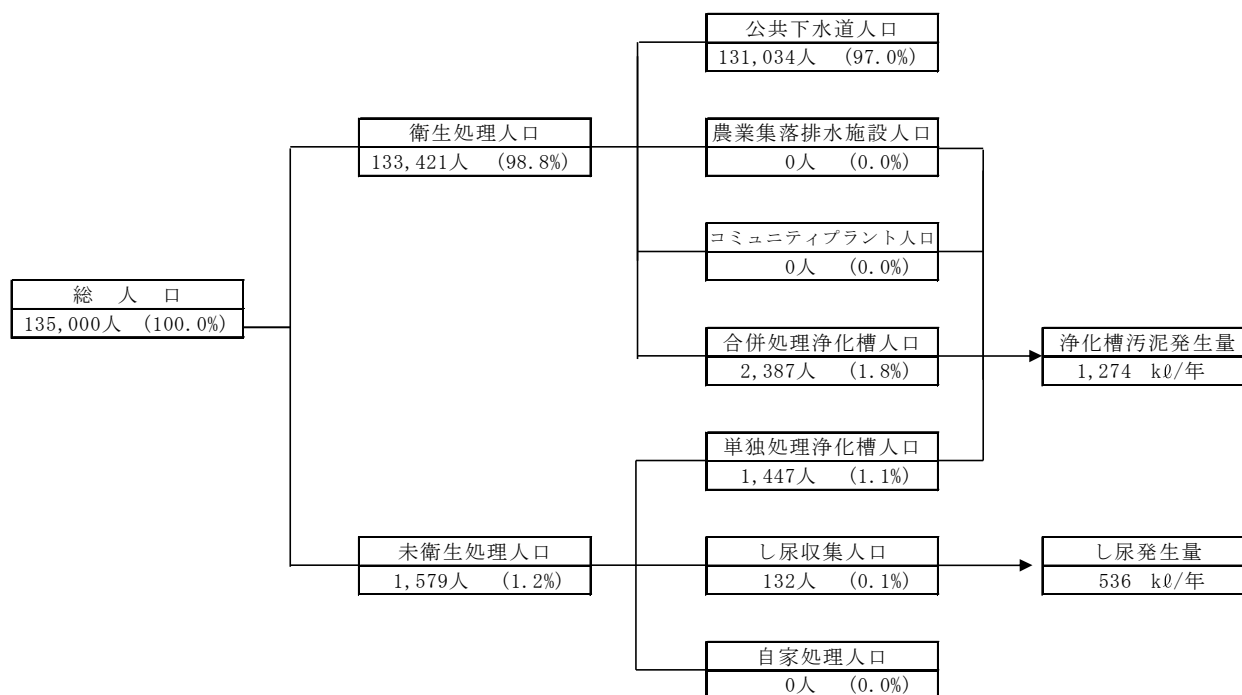 総　人　口
135,000人　(100.0%)
衛生処理人口
133,421人　(98.8%)
未衛生処理人口
1,579人　(1.2%)
公共下水道人口
131,034人　(97.0%)
農業集落排水施設人口
0人　(0.0%)
コミュニティプラント人口
0人　(0.0%)
合併処理浄化槽人口
2,387人　(1.8%)
単独処理浄化槽人口
1,447人　(1.1%)
し尿収集人口
132人　(0.1%)
自家処理人口
0人　(0.0%)
浄化槽汚泥発生量
1,274　kℓ/年
し尿発生量
536　kℓ/年